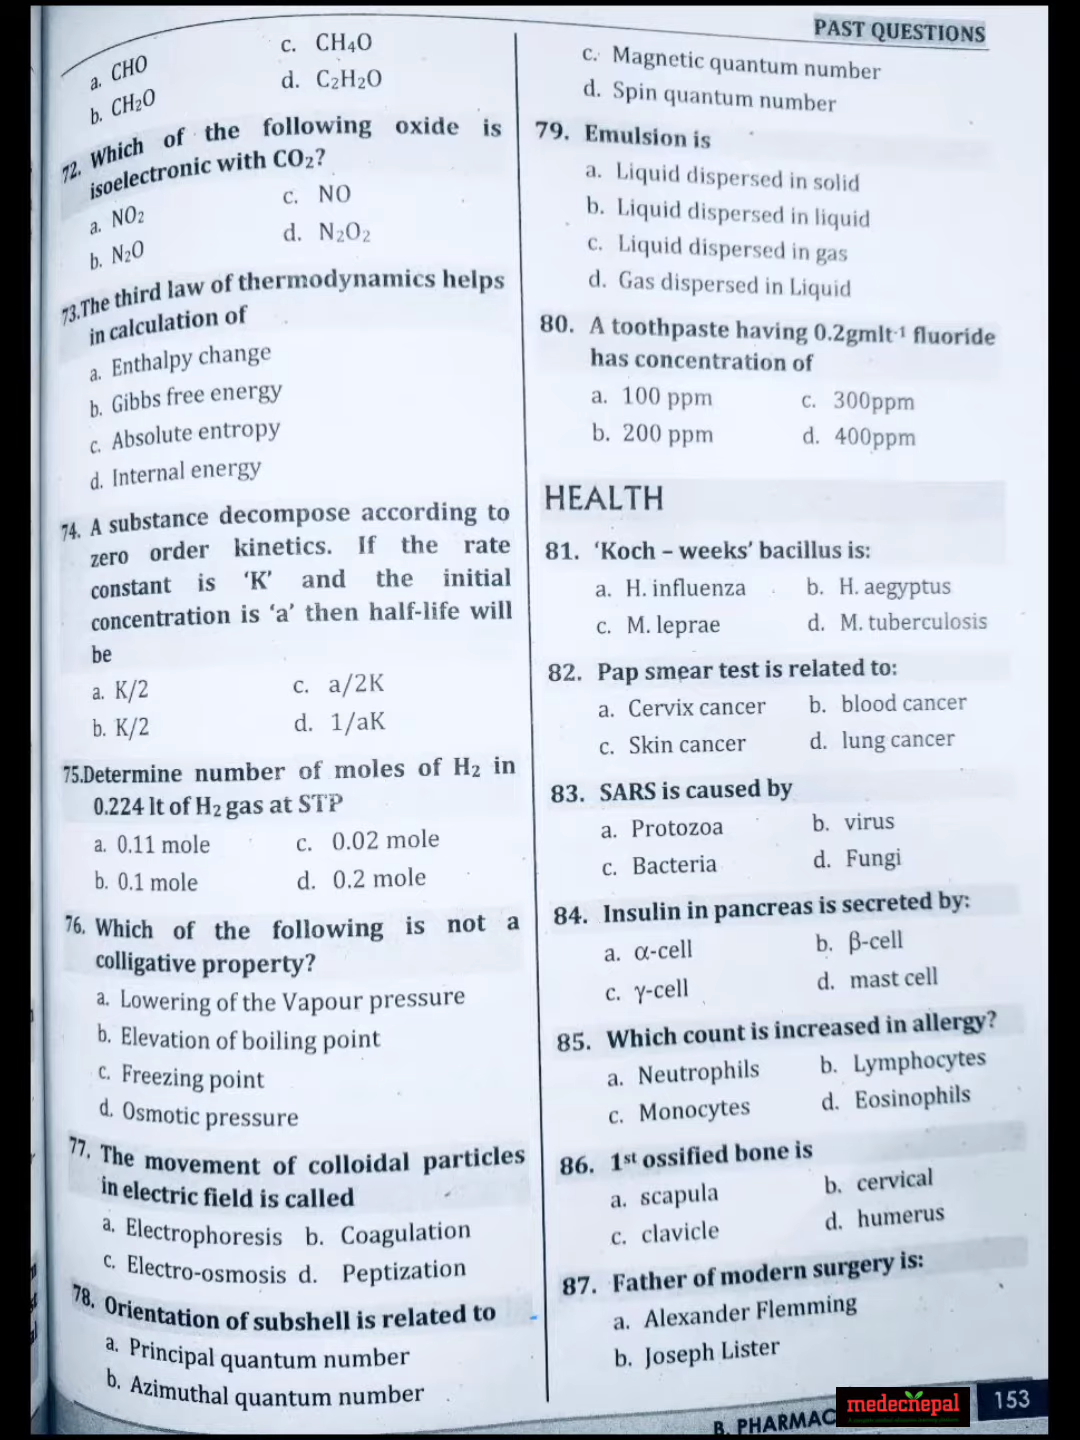 PAST QUESTIONS
a. CHO
c. CH₄O
b. CH₂O
d. C₂H₂O
72. Which of the following oxide is
isoelectronic with CO₂?
a. NO₂
c. NO
b. N₂O
d. N₂O₂
73.The third law of thermodynamics helps
in calculation of
a. Enthalpy change
b. Gibbs free energy
c. Absolute entropy
d. Internal energy
74. A substance decompose according to
zero order kinetics. If the rate
constant is 'K' and the initial
concentration is 'a' then half-life will
be
a. K/2
c. a/2K
b. K/2
d. 1/aK
75.Determine number of moles of H₂ in
0.224 lt of H₂ gas at STP
a. 0.11 mole
c. 0.02 mole
b. 0.1 mole
d. 0.2 mole
76. Which of the following is not a
colligative property?
a. Lowering of the Vapour pressure
b. Elevation of boiling point
c. Freezing point
d. Osmotic pressure
77. The movement of colloidal particles
in electric field is called
a. Electrophoresis b. Coagulation
c. Electro-osmosis d. Peptization
78. Orientation of subshell is related to
a. Principal quantum number
b. Azimuthal quantum number
c. Magnetic quantum number
d. Spin quantum number
79. Emulsion is
a. Liquid dispersed in solid
b. Liquid dispersed in liquid
c. Liquid dispersed in gas
d. Gas dispersed in Liquid
80. A toothpaste having 0.2gmlt⁻¹ fluoride
has concentration of
a. 100 ppm
c. 300ppm
b. 200 ppm
d. 400ppm
HEALTH
81. 'Koch – weeks' bacillus is:
a. H. influenza b. H. aegyptus
c. M. leprae d. M. tuberculosis
82. Pap smear test is related to:
a. Cervix cancer b. blood cancer
c. Skin cancer d. lung cancer
83. SARS is caused by
a. Protozoa b. virus
c. Bacteria d. Fungi
84. Insulin in pancreas is secreted by:
a. α-cell b. β-cell
c. γ-cell d. mast cell
85. Which count is increased in allergy?
a. Neutrophils b. Lymphocytes
c. Monocytes d. Eosinophils
86. 1ˢᵗ ossified bone is
a. scapula b. cervical
c. clavicle d. humerus
87. Father of modern surgery is:
a. Alexander Flemming
b. Joseph Lister
B. PHARMAC
medecnepal
153